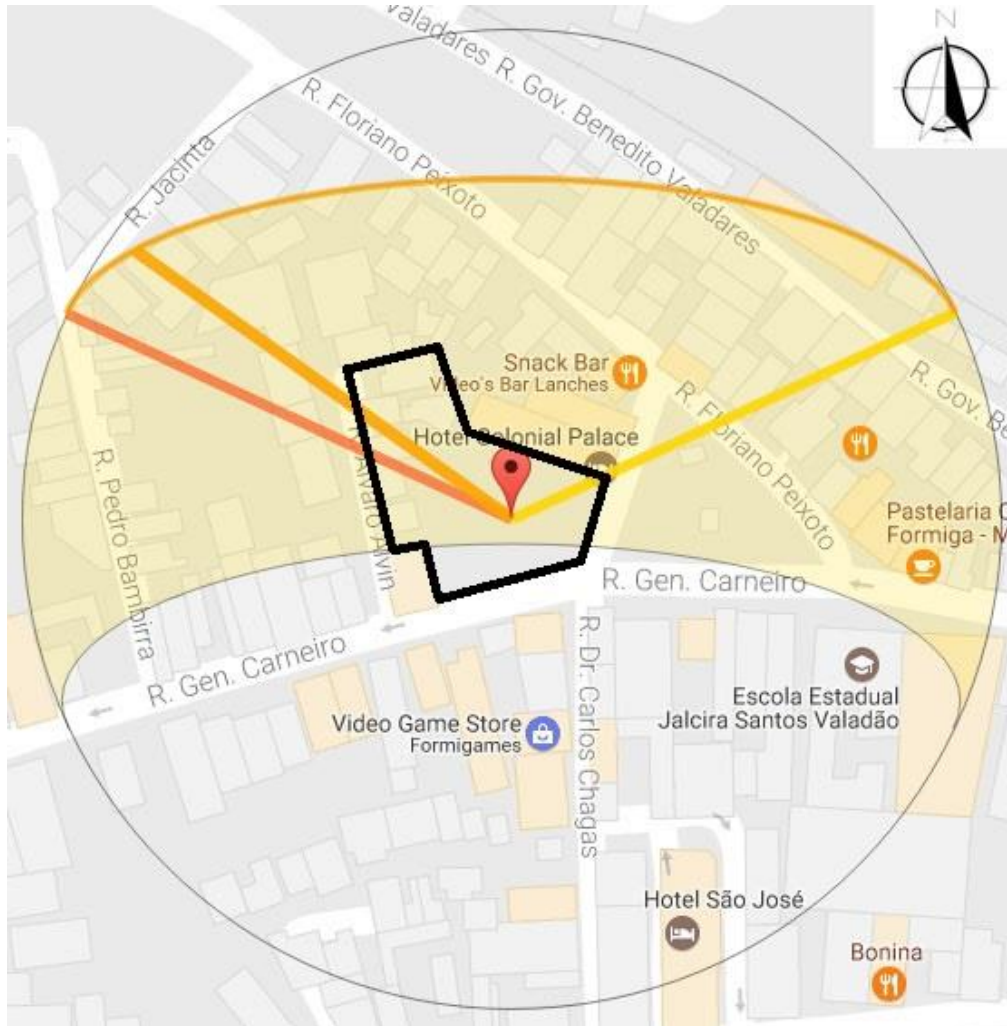 N
Valadares
R. Gov. Benedito Valadares
R. Floriano Peixoto
R. Jacinta
Snack Bar
Video's Bar Lanches
R. Gov. Be
Hotel Colonial Palace
R. Floriano Peixoto
R. Pedro Bambirra
Alvaro Alvin
Pastelaria
Formiga - M
R. Gen. Carneiro
R. Gen. Carneiro
R. Dr. Carlos Chagas
Escola Estadual
Jalcira Santos Valadão
Video Game Store
Formigames
Hotel São José
Bonina